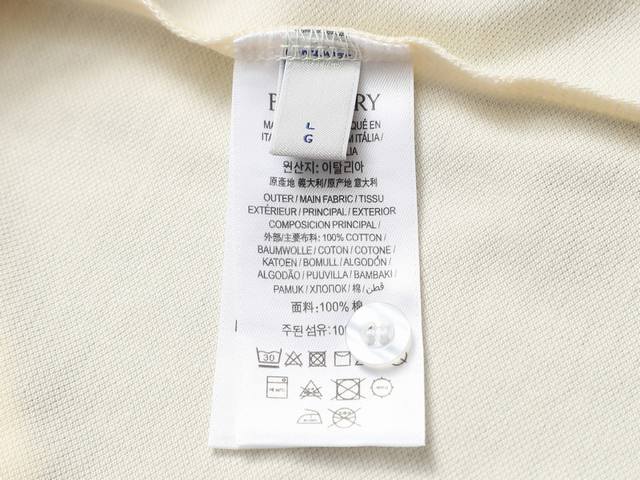 L
G
QUÉ EN
ITÁLIA /
원산지: 이탈리아
原產地 義大利/原产地 意大利
OUTER / MAIN FABRIC / TISSU
EXTÉRIEUR / PRINCIPAL / EXTERIOR
COMPOSICION PRINCIPAL /
外部/主要布料: 100% COTTON /
BAUMWOLLE / COTON / COTONE /
KATOEN / BOMULL / ALGODÓN /
ALGODÃO / PUUVILLA / BAMBAKI /
PAMUK / ХЛОПОК / 棉 / قطن
面料: 100% 棉
주된 섬유:
30